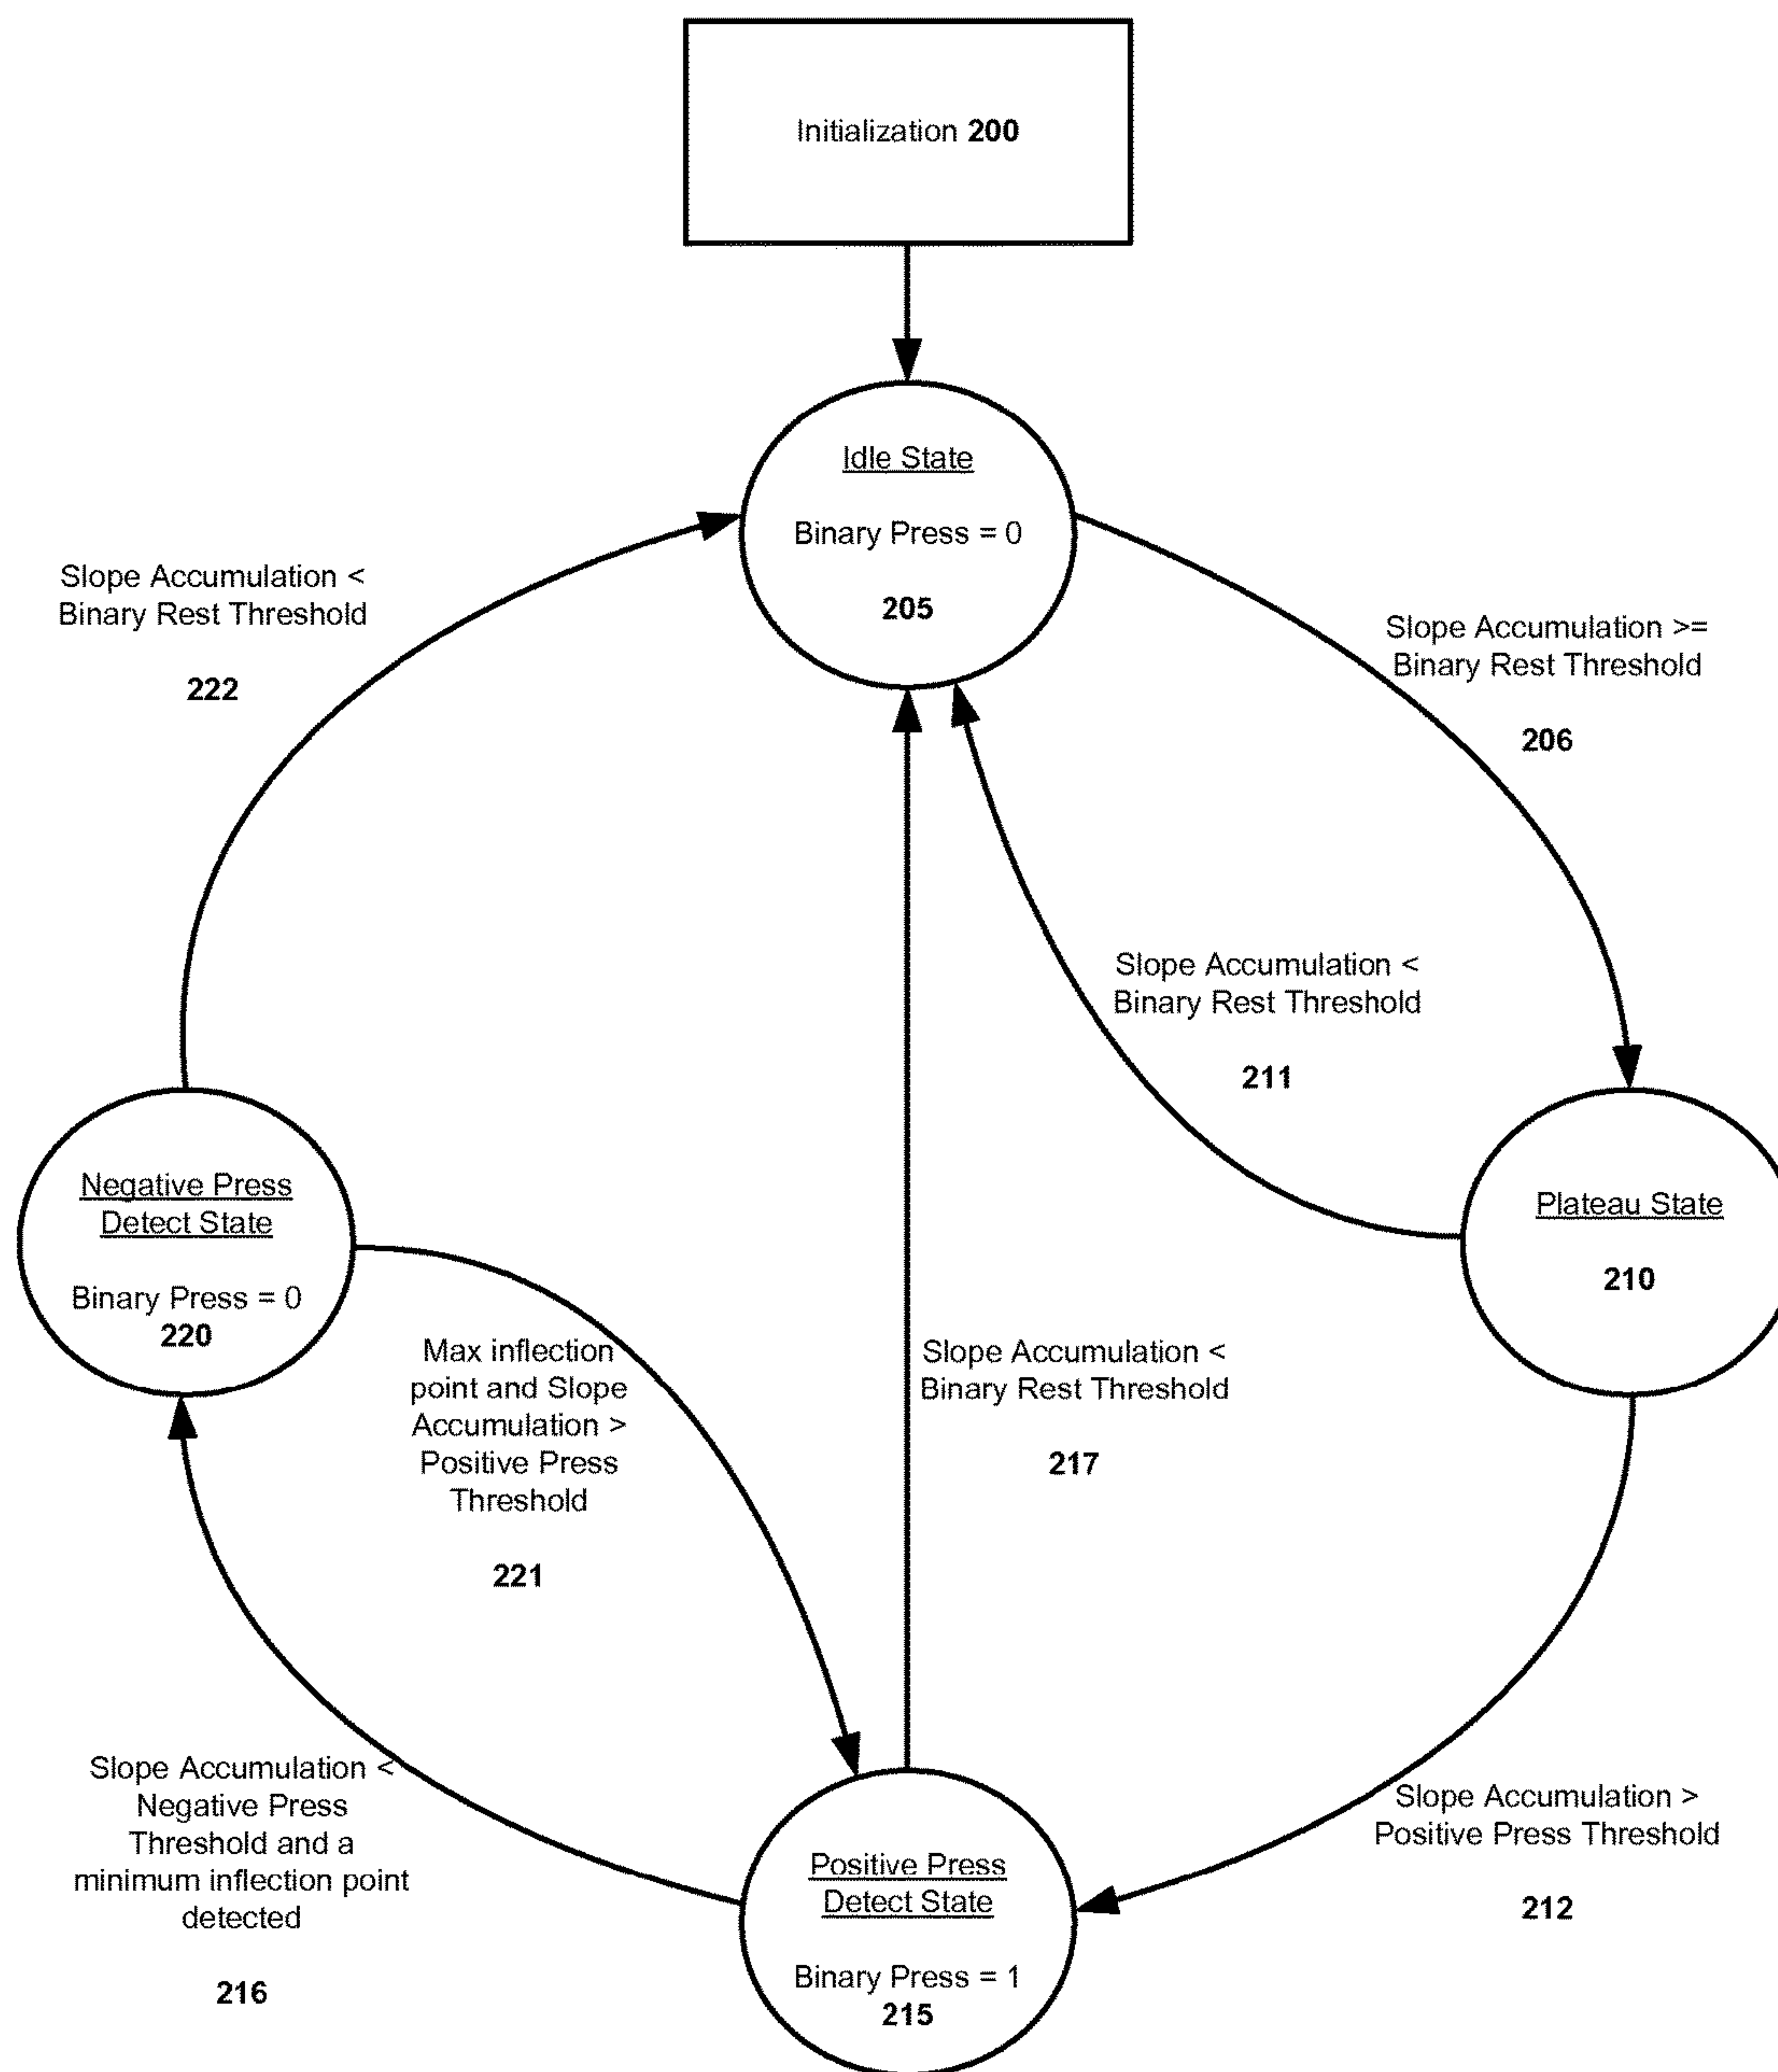 Initialization 200
Idle State
Binary Press = 0
205
Slope Accumulation <
Binary Rest Threshold
222
Slope Accumulation >=
Binary Rest Threshold
206
Slope Accumulation <
Binary Rest Threshold
211
Negative Press
Detect State
Binary Press = 0
220
Plateau State
210
Max inflection
point and Slope
Accumulation >
Positive Press
Threshold
221
Slope Accumulation <
Binary Rest Threshold
217
Slope Accumulation <
Negative Press
Threshold and a
minimum inflection point
detected
216
Positive Press
Detect State
Binary Press = 1
215
Slope Accumulation >
Positive Press Threshold
212